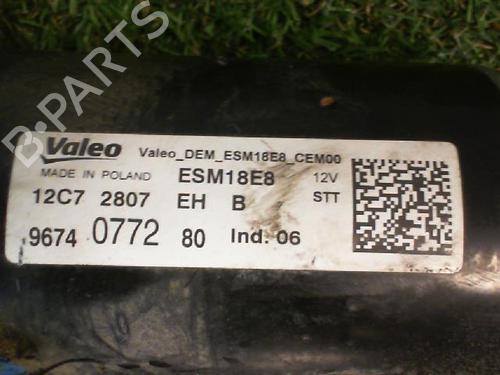 B-PARTS
Valeo Valeo_DEM_ESM18E8_CEM00
MADE IN POLAND ESM18E8 12V
12C7 2807 EH B STT
9674 0772 80 Ind. 06